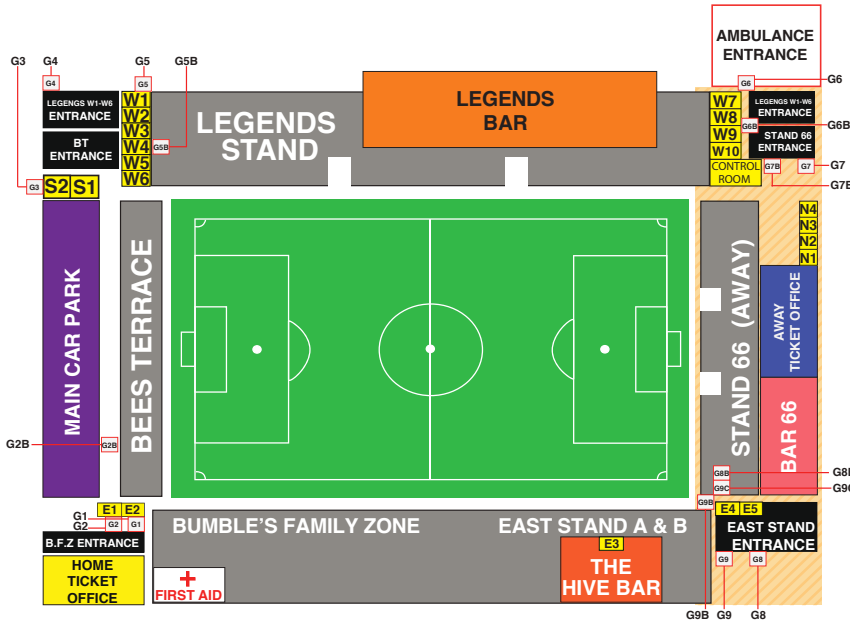 AMBULANCE
ENTRANCE
G3
G4
G5
G5B
G4
G5
G6
G6
LEGENGS W1-W6
ENTRANCE
W1
W2
W3
W4
W5
W6
G5B
LEGENDS
STAND
LEGENDS
BAR
W7
W8
W9
W10
CONTROL
ROOM
G6B
G6B
LEGENGS W1-W6
ENTRANCE
STAND 66
ENTRANCE
BT
ENTRANCE
G7B
G7
G7
G7B
G3
S2
S1
MAIN CAR PARK
BEES TERRACE
STAND 66 (AWAY)
N4
N3
N2
N1
AWAY
TICKET OFFICE
BAR 66
G2B
G2B
G8B
G8B
G9C
G9C
G9B
E1
E2
G1
G2
G2
G1
B.F.Z ENTRANCE
HOME
TICKET
OFFICE
BUMBLE'S FAMILY ZONE
EAST STAND A & B
FIRST AID
E3
THE
HIVE BAR
E4
E5
EAST STAND
ENTRANCE
G9
G8
G9B
G9
G8